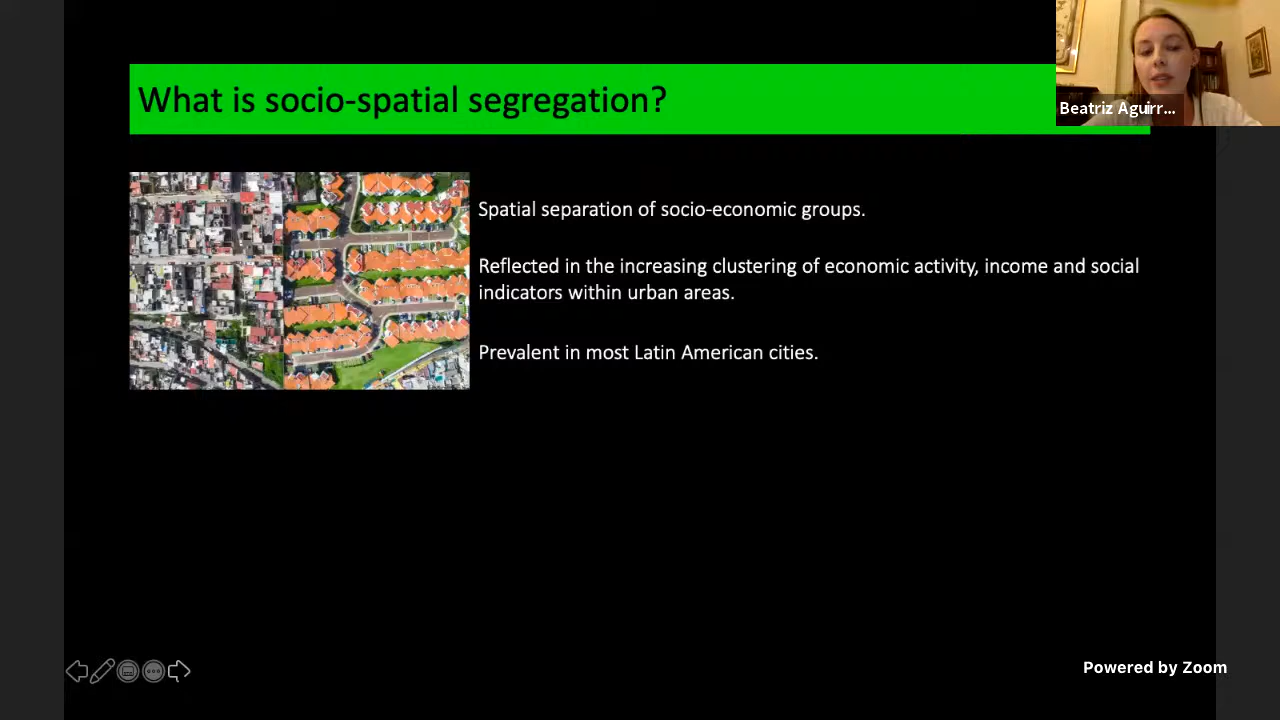 What is socio-spatial segregation?
Beatriz Aguirr...
Spatial separation of socio-economic groups.
Reflected in the increasing clustering of economic activity, income and social
indicators within urban areas.
Prevalent in most Latin American cities.
Powered by Zoom